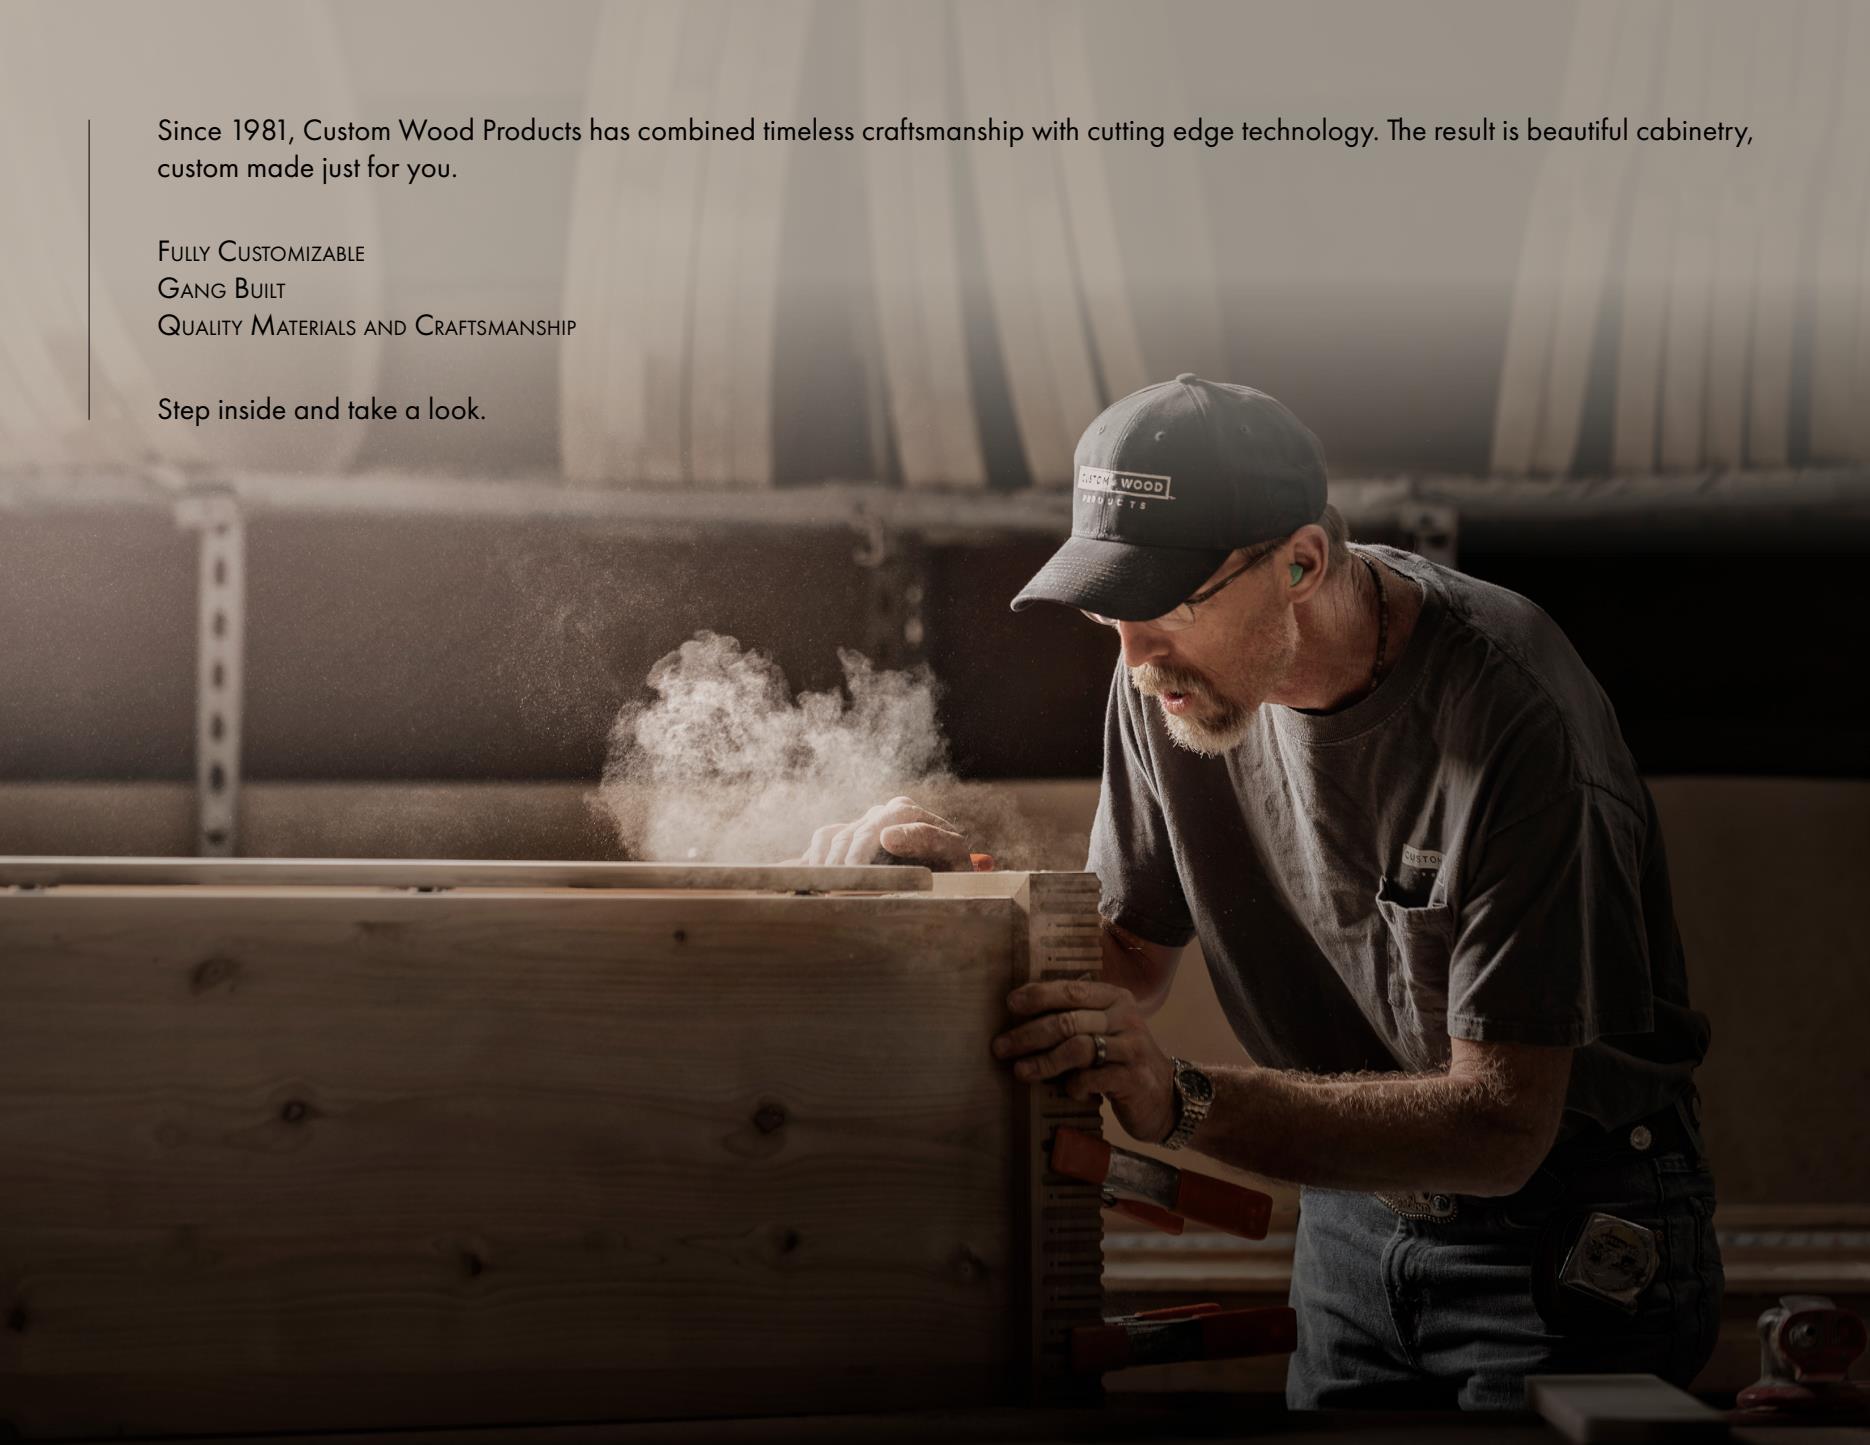 Since 1981, Custom Wood Products has combined timeless craftsmanship with cutting edge technology. The result is beautiful cabinetry,
custom made just for you.
Fully Customizable
Gang Built
Quality Materials and Craftsmanship
Step inside and take a look.
CUSTOM WOOD
PRODUCTS
CUSTOM